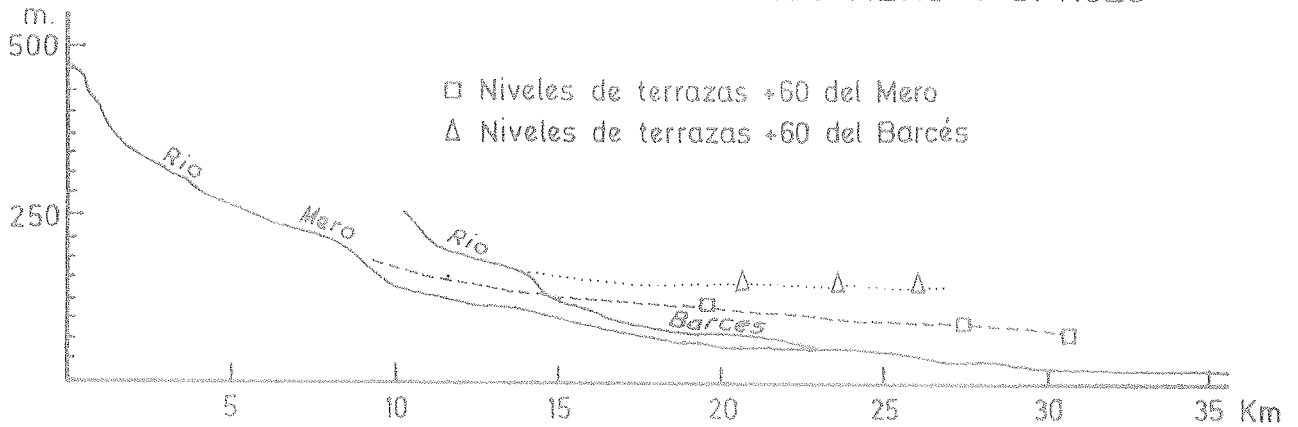 m.
500
□ Niveles de terrazas +60 del Mero
Δ Niveles de terrazas +60 del Barcés
Rio
250
Mero
Rio
Barces
5 10 15 20 25 30 35 Km